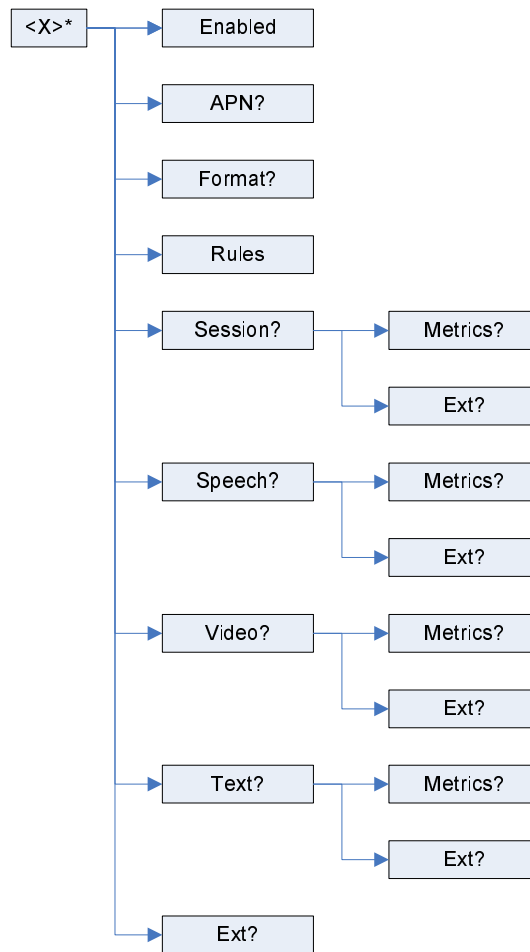 <X>*
Enabled
APN?
Format?
Rules
Session?
Metrics?
Ext?
Speech?
Metrics?
Ext?
Video?
Metrics?
Ext?
Text?
Metrics?
Ext?
Ext?